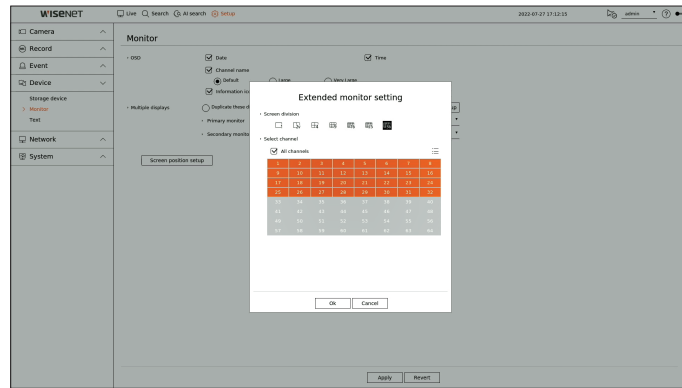 WISENET
Live Search AI search Setup 2022-07-27 17:12:15 admin ?
Camera
Record
Event
Device
Storage device
> Monitor
Text
Network
System
Monitor
• OSD Date Time
Channel name
Default Large Very Large
Information ico
• Multiple displays Duplicate these d up
• Primary monitor
• Secondary monito
Screen position setup
Extended monitor setting
• Screen division
• Select channel
All channels
1 2 3 4 5 6 7 8
9 10 11 12 13 14 15 16
17 18 19 20 21 22 23 24
25 26 27 28 29 30 31 32
33 34 35 36 37 38 39 40
41 42 43 44 45 46 47 48
49 50 51 52 53 54 55 56
57 58 59 60 61 62 63 64
Ok Cancel
Apply Revert